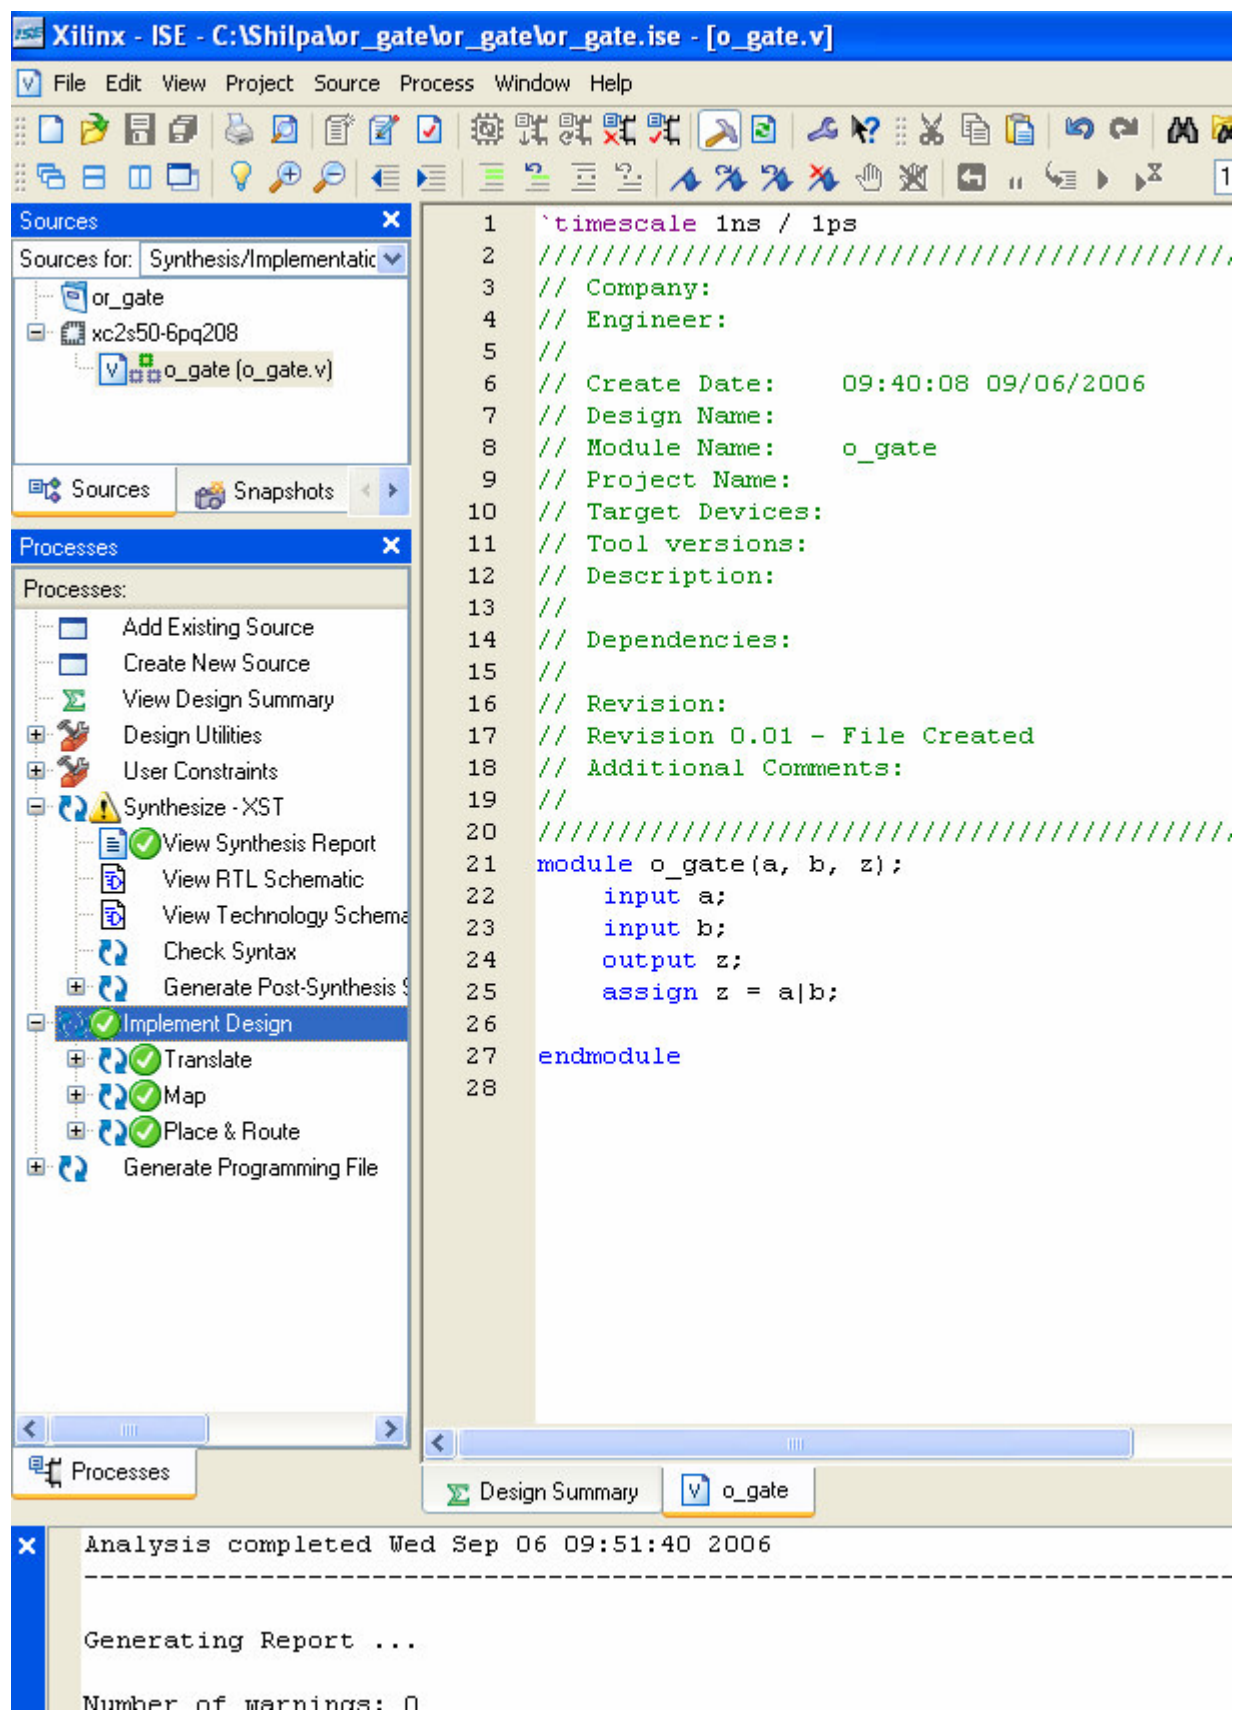 Xilinx - ISE - C:\Shilpa\or_gate\or_gate\or_gate.ise - [o_gate.v]
File Edit View Project Source Process Window Help
Sources
Sources for: Synthesis/Implementatic
or_gate
xc2s50-6pq208
o_gate (o_gate.v)
Sources Snapshots
Processes
Processes:
Add Existing Source
Create New Source
View Design Summary
Design Utilities
User Constraints
Synthesize - XST
View Synthesis Report
View RTL Schematic
View Technology Schema
Check Syntax
Generate Post-Synthesis S
Implement Design
Translate
Map
Place & Route
Generate Programming File
Processes
1 `timescale 1ns / 1ps
2 ////////////////////////////////////////////
3 // Company:
4 // Engineer:
5 //
6 // Create Date: 09:40:08 09/06/2006
7 // Design Name:
8 // Module Name: o_gate
9 // Project Name:
10 // Target Devices:
11 // Tool versions:
12 // Description:
13 //
14 // Dependencies:
15 //
16 // Revision:
17 // Revision 0.01 - File Created
18 // Additional Comments:
19 //
20 ////////////////////////////////////////////
21 module o_gate(a, b, z);
22 input a;
23 input b;
24 output z;
25 assign z = a|b;
26
27 endmodule
28
Design Summary o_gate
Analysis completed Wed Sep 06 09:51:40 2006
--------------------------------------------------------------------------------
Generating Report ...
Number of warnings: 0